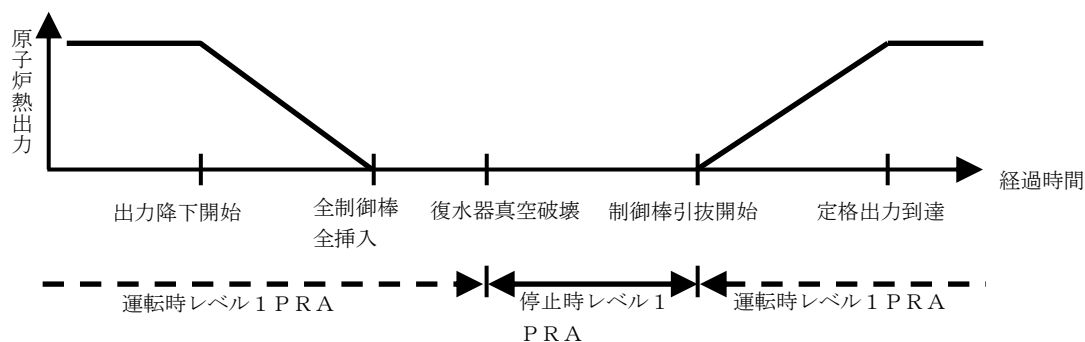 原子炉熱出力
経過時間
出力降下開始
全制御棒
全挿入
復水器真空破壊
制御棒引抜開始
定格出力到達
運転時レベル１ＰＲＡ
停止時レベル１
ＰＲＡ
運転時レベル１ＰＲＡ